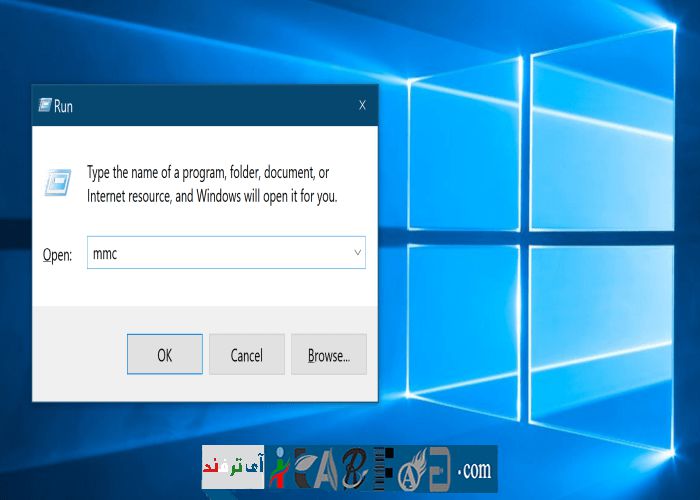 Run
X
Type the name of a program, folder, document, or
Internet resource, and Windows will open it for you.
Open: mmc
OK Cancel Browse...
آی ترفند
.com